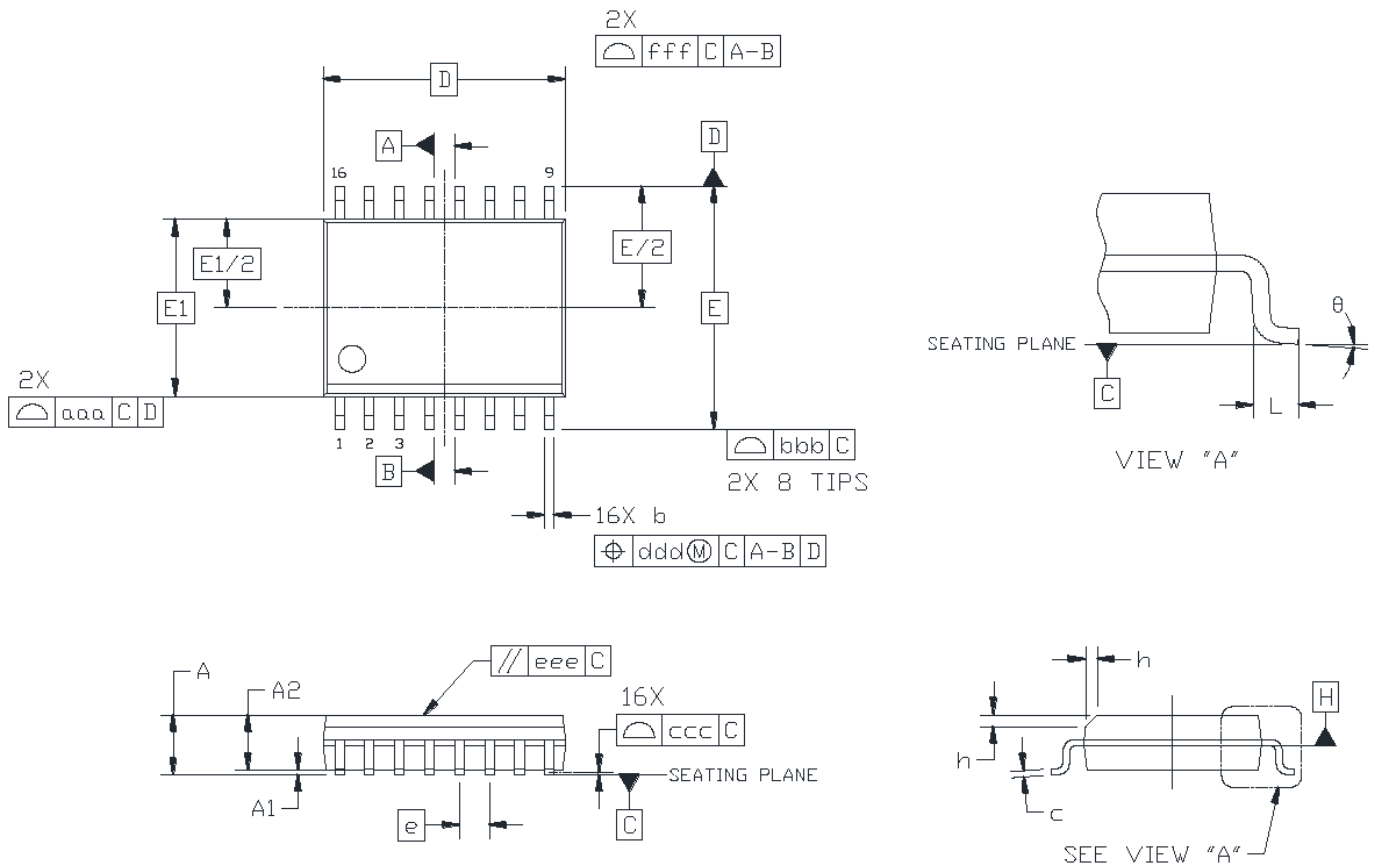 2X
fff C A-B
D
A
D
16 9
E1/2
E/2
E1
E
2X
aaa C D
1 2 3
B
bbb C
2X 8 TIPS
16X b
ddd Ⓜ C A-B D
θ
SEATING PLANE
C
L
VIEW "A"
// eee C
A
A2
16X
ccc C
SEATING PLANE
A1
e
C
h
H
h
c
SEE VIEW "A"